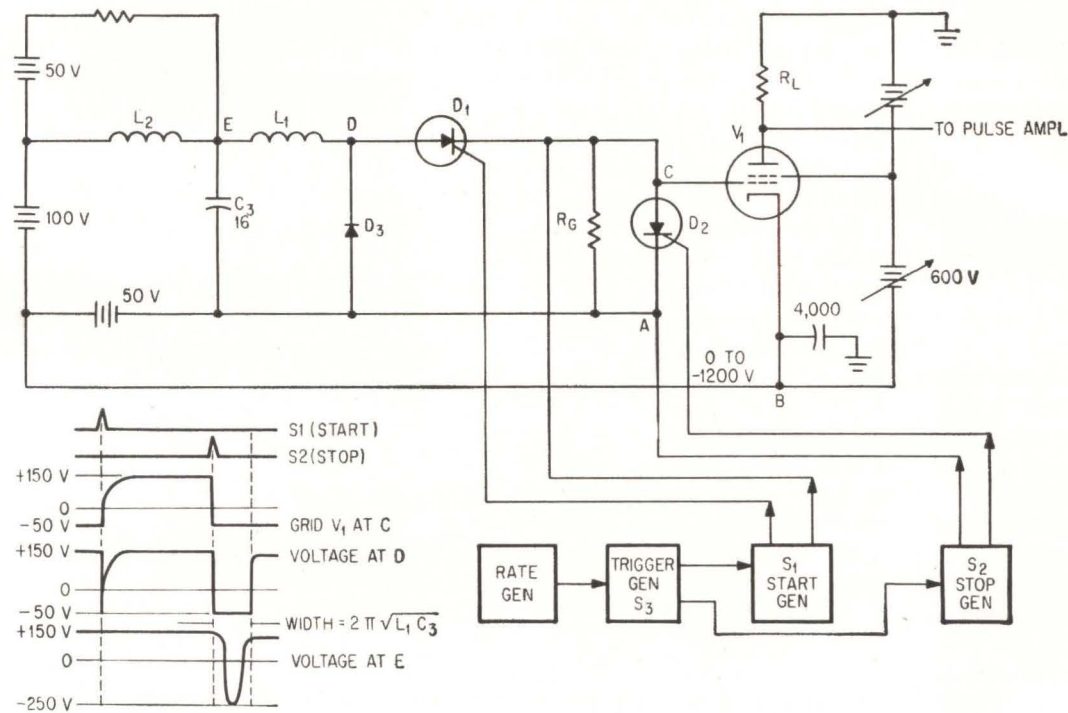 50 V
L2
E
L1
D
D1
100 V
C3
16
D3
RG
50 V
A
C
D2
V1
RL
TO PULSE AMPL
600 V
4,000
0 TO
-1200 V
B
S1 (START)
S2 (STOP)
+150 V
0
-50 V
GRID V1 AT C
+150 V
VOLTAGE AT D
0
-50 V
WIDTH = 2 π √L1 C3
+150 V
0
VOLTAGE AT E
-250 V
RATE
GEN
TRIGGER
GEN
S3
S1
START
GEN
S2
STOP
GEN